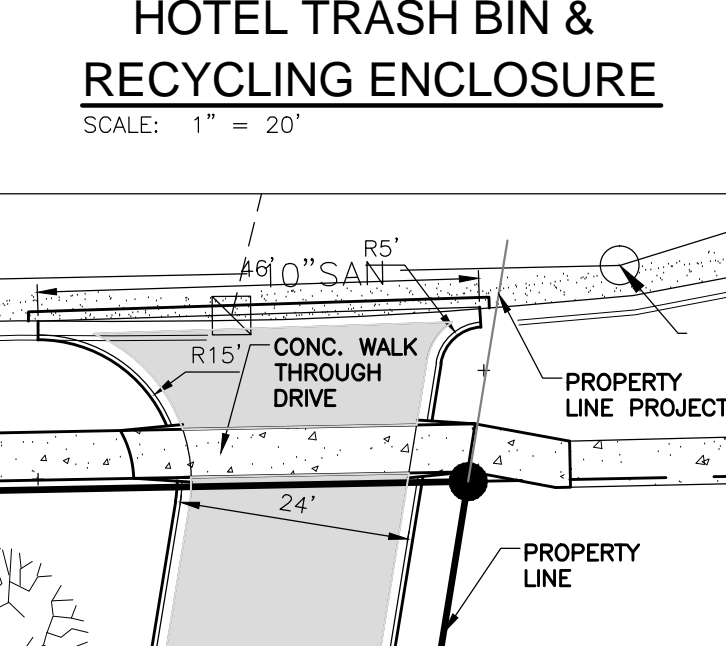 HOTEL TRASH BIN &
RECYCLING ENCLOSURE
SCALE: 1" = 20'
R5'
46'
10"SAN
R15'
CONC. WALK
THROUGH
DRIVE
PROPERTY
LINE PROJECT
24'
PROPERTY
LINE